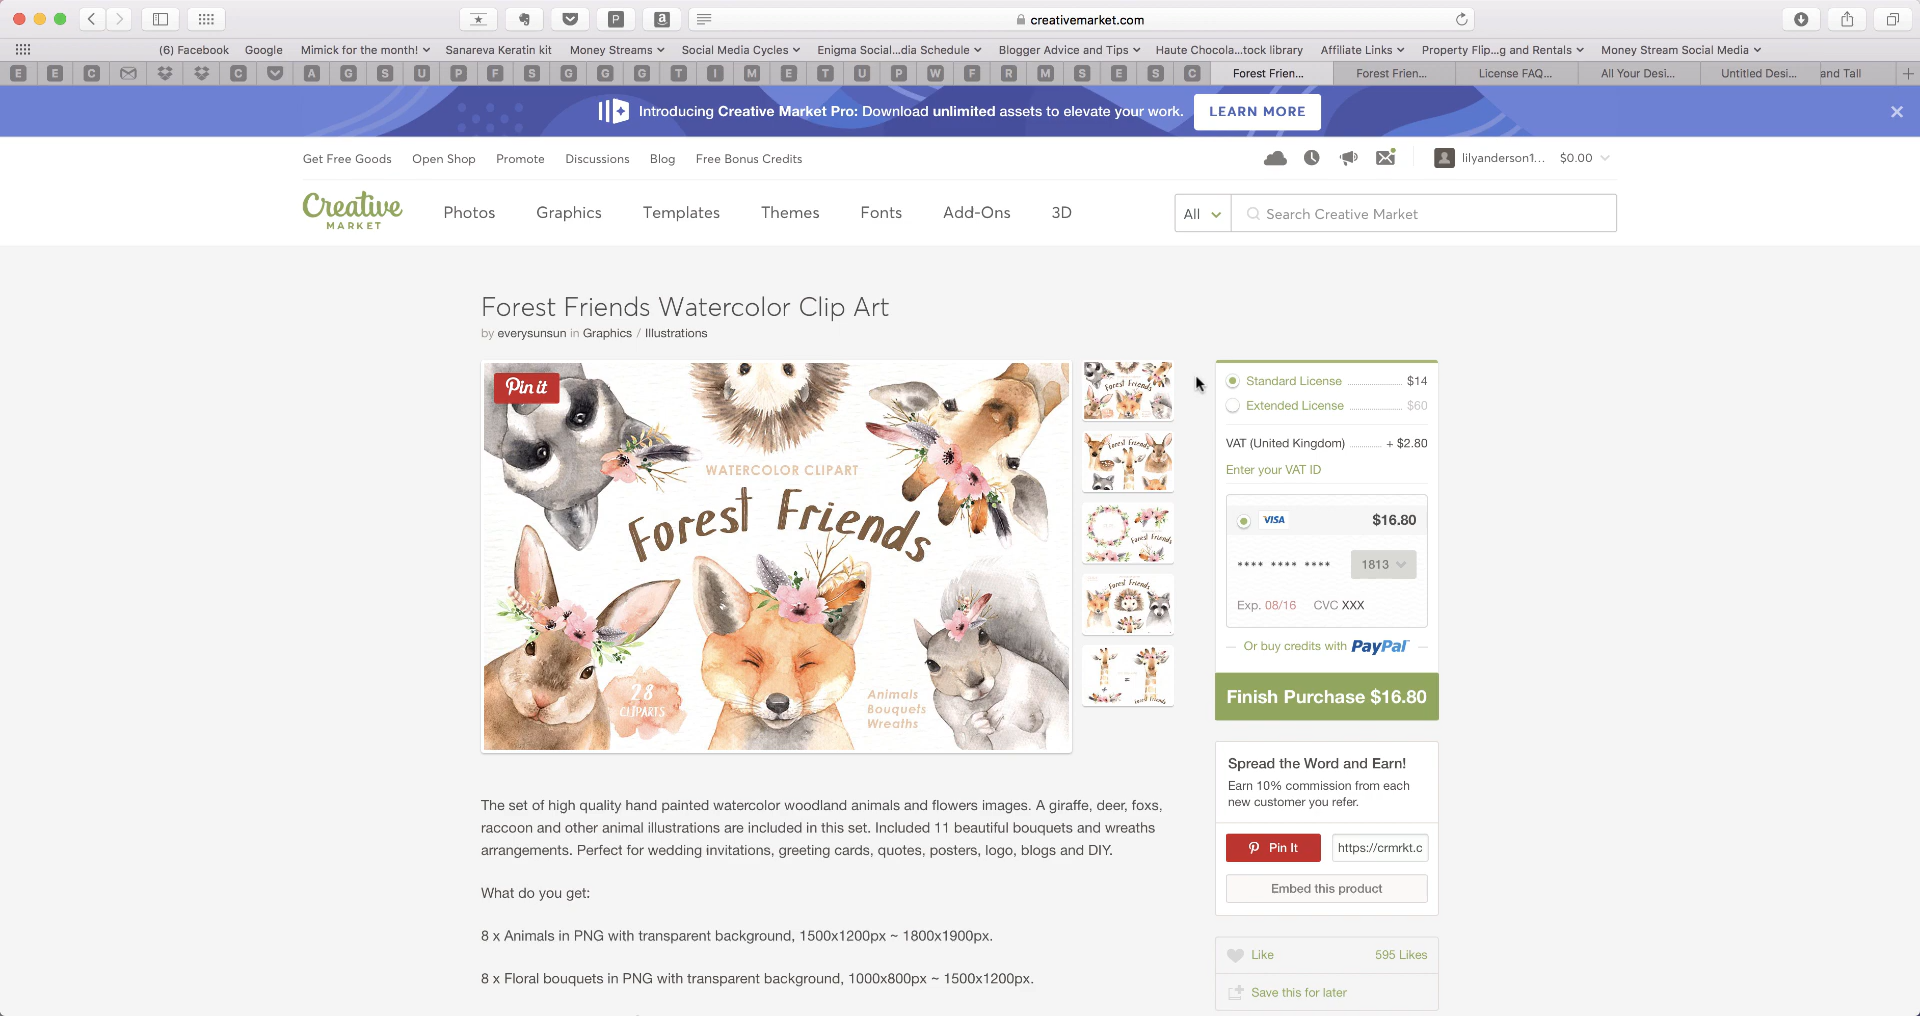 creativemarket.com
(6) Facebook Google Mimick for the month! Sanareva Keratin kit Money Streams Social Media Cycles Enigma Social...dia Schedule Blogger Advice and Tips Haute Chocola...tock library Affiliate Links Property Flip...g and Rentals Money Stream Social Media
E E C C A G S U P F S G G G T I M E T U P W F R M S E S C Forest Frien... Forest Frien... License FAQ... All Your Desi... Untitled Desi... and Tall
Introducing Creative Market Pro: Download unlimited assets to elevate your work. LEARN MORE
Get Free Goods Open Shop Promote Discussions Blog Free Bonus Credits lilyanderson1... $0.00
Creative
MARKET
Photos Graphics Templates Themes Fonts Add-Ons 3D All Search Creative Market
Forest Friends Watercolor Clip Art
by everysunsun in Graphics / Illustrations
Pin it
WATERCOLOR CLIPART
Forest Friends
28
CLIPARTS
Animals
Bouquets
Wreaths
Forest Friends
Forest Friends
Forest Friends
Forest Friends
Standard License $14
Extended License $60
VAT (United Kingdom) + $2.80
Enter your VAT ID
VISA $16.80
**** **** **** 1813
Exp. 08/16 CVC XXX
Or buy credits with PayPal
Finish Purchase $16.80
Spread the Word and Earn!
Earn 10% commission from each
new customer you refer.
Pin It https://crmrkt.c
Embed this product
Like 595 Likes
Save this for later
The set of high quality hand painted watercolor woodland animals and flowers images. A giraffe, deer, foxs,
raccoon and other animal illustrations are included in this set. Included 11 beautiful bouquets and wreaths
arrangements. Perfect for wedding invitations, greeting cards, quotes, posters, logo, blogs and DIY.
What do you get:
8 x Animals in PNG with transparent background, 1500x1200px ~ 1800x1900px.
8 x Floral bouquets in PNG with transparent background, 1000x800px ~ 1500x1200px.